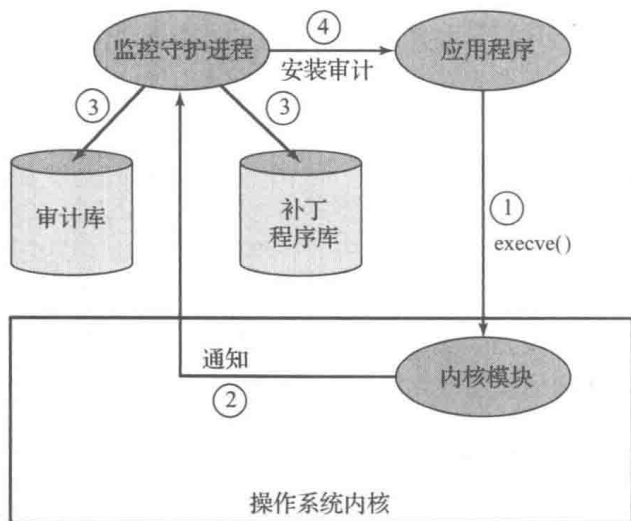 监控守护进程
④
安装审计
应用程序
③
③
审计库
补丁
程序库
①
execve()
通知
②
内核模块
操作系统内核